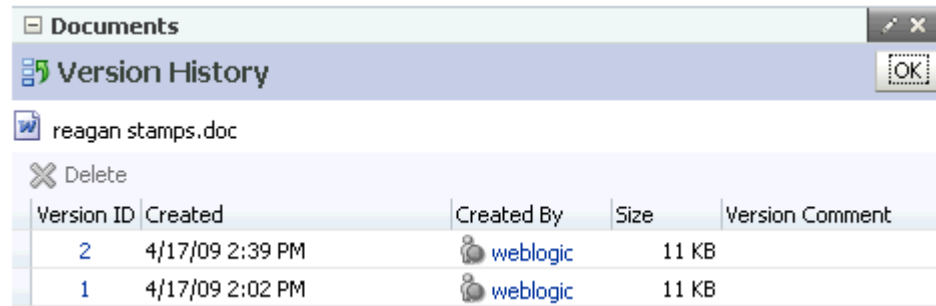 Documents
Version History
OK
reagan stamps.doc
Delete
Version ID Created Created By Size Version Comment
2 4/17/09 2:39 PM weblogic 11 KB
1 4/17/09 2:02 PM weblogic 11 KB